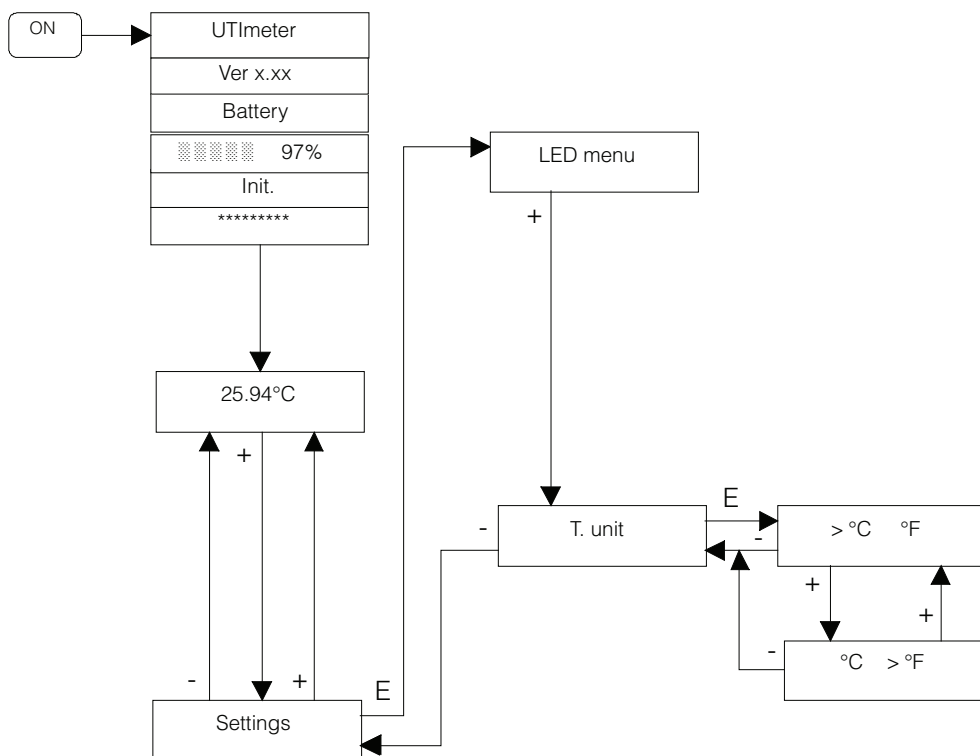 ON
UTImeter
Ver x.xx
Battery
97%
Init.
*********
LED menu
+
25.94°C
+
- +
E
Settings
- T. unit E
> °C °F
-
+ +
-
°C > °F